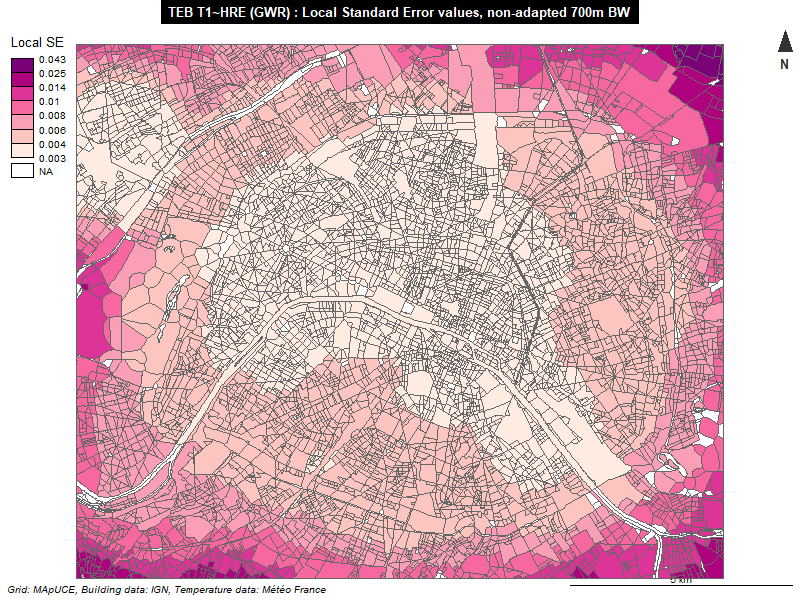 TEB T1~HRE (GWR) : Local Standard Error values, non-adapted 700m BW
Local SE
0.043
0.025
0.014
0.01
0.008
0.006
0.004
0.003
NA
N
5 km
Grid: MApUCE, Building data: IGN, Temperature data: Météo France